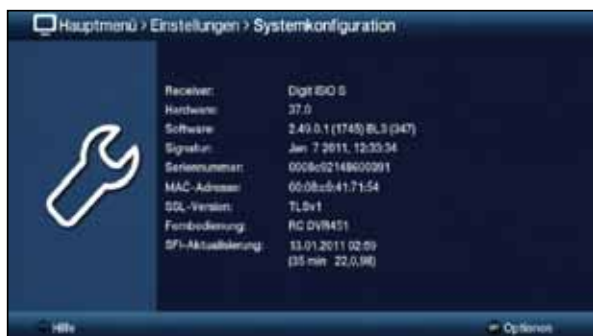 Hauptmenü > Einstellungen > Systemkonfiguration
Receiver: Digit ISIO S
Hardware: 37.0
Software: 2.49.0.1 (1745) BL3 (347)
Signatur: Jan 7 2011, 12:33:34
Seriennummer: 0008c92148600391
MAC-Adresse: 00:08:c9:41:71:54
SSL-Version: TLSv1
Fernbedienung: RC DVR451
SFI-Aktualisierung: 13.01.2011 02:59
(35 min 22,0,98)
Hilfe
Optionen